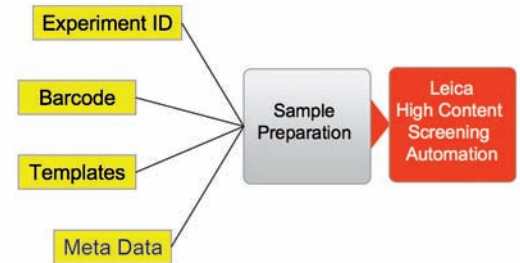 Experiment ID
Barcode
Templates
Meta Data
Sample
Preparation
Leica
High Content
Screening
Automation